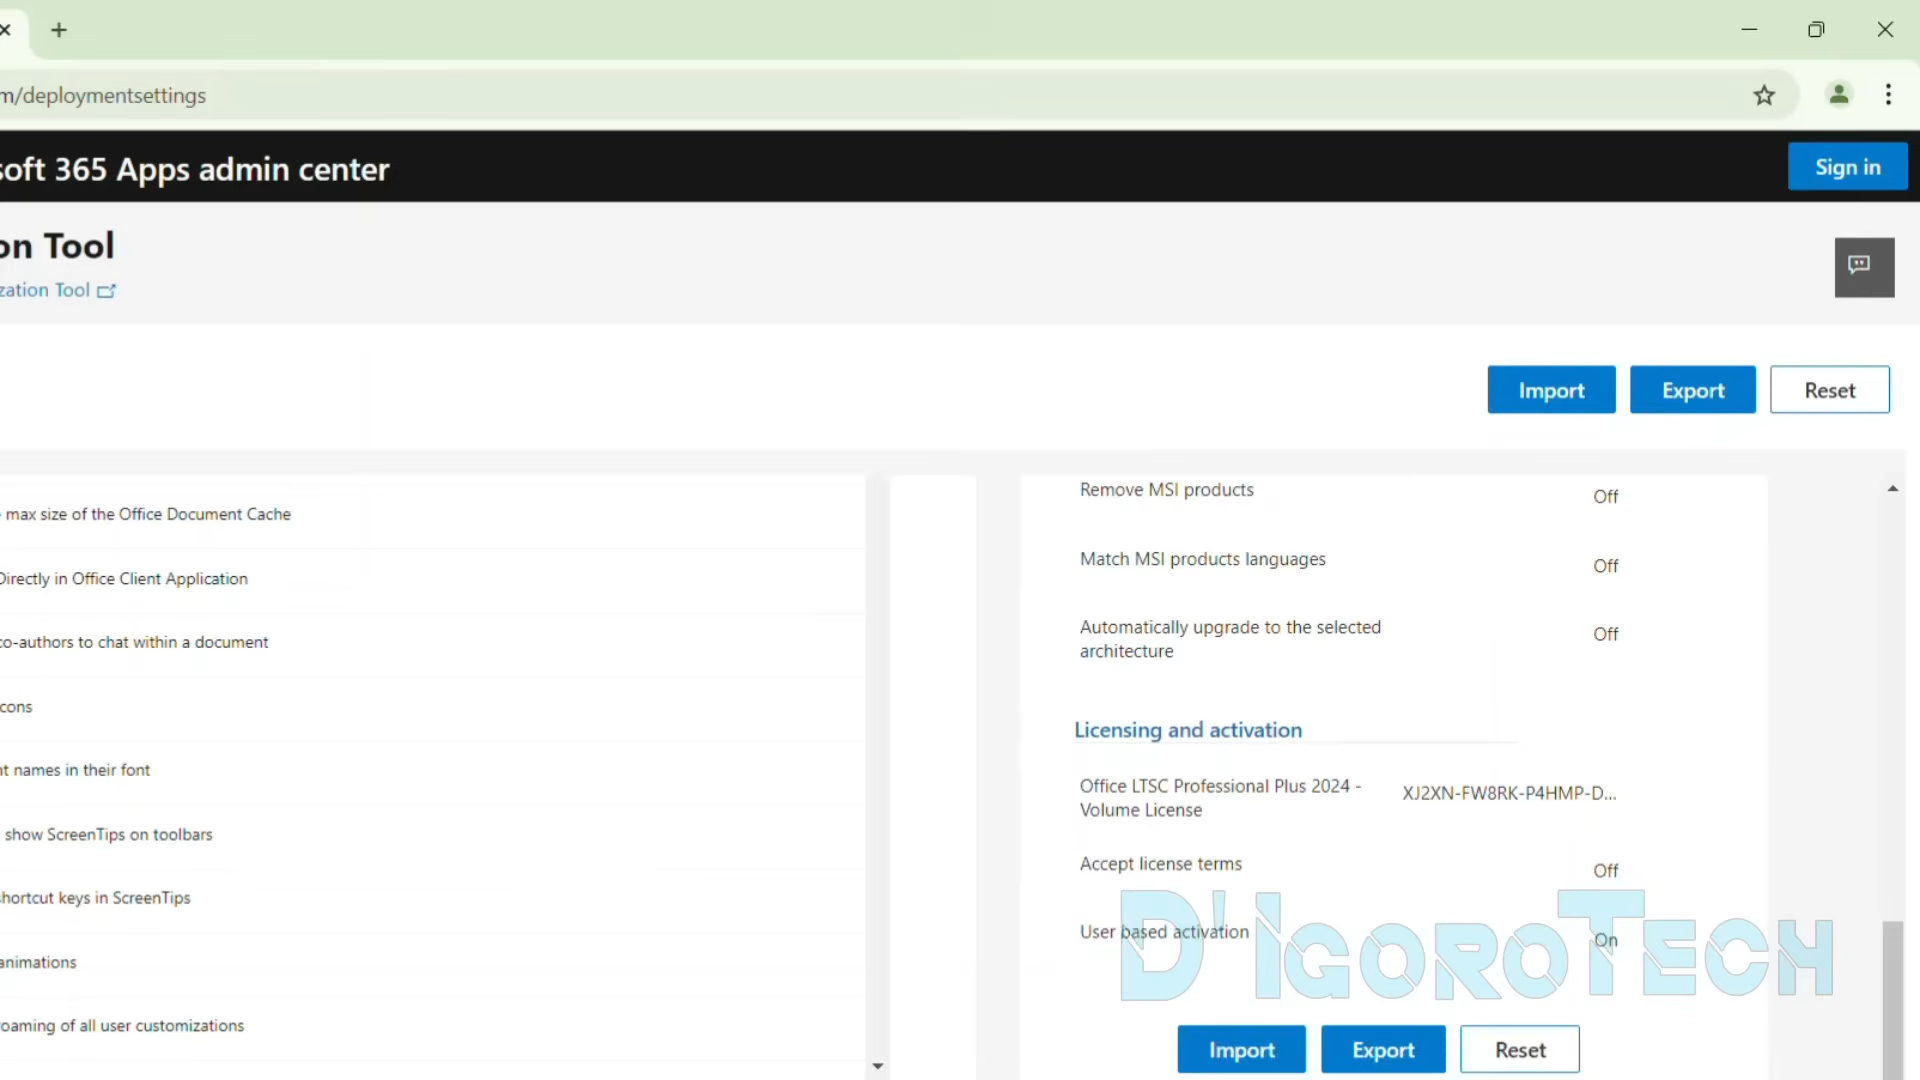 m/deploymentsettings
soft 365 Apps admin center
Sign in
on Tool
zation Tool
Import
Export
Reset
max size of the Office Document Cache
Directly in Office Client Application
co-authors to chat within a document
cons
nt names in their font
show ScreenTips on toolbars
shortcut keys in ScreenTips
animations
oaming of all user customizations
Remove MSI products
Off
Match MSI products languages
Off
Automatically upgrade to the selected
architecture
Off
Licensing and activation
Office LTSC Professional Plus 2024 -
Volume License
XJ2XN-FW8RK-P4HMP-D...
Accept license terms
Off
User based activation
On
D'IGOROTECH
Import
Export
Reset